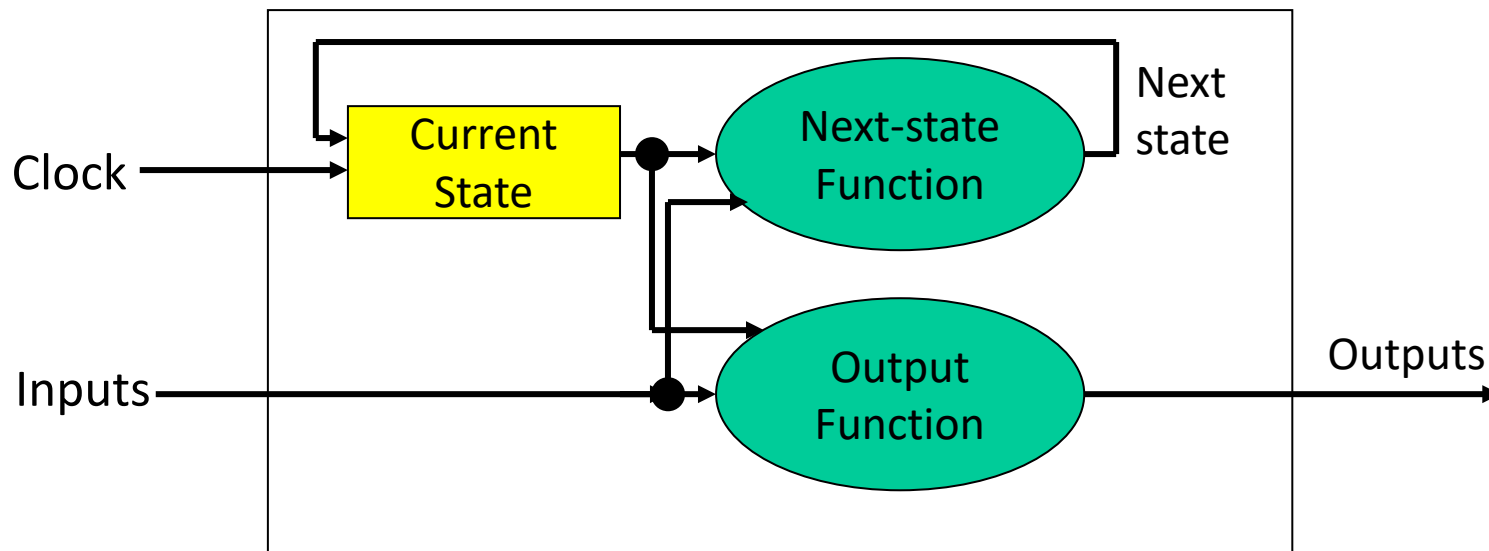 Clock
Inputs
Current
State
Next-state
Function
Next
state
Output
Function
Outputs